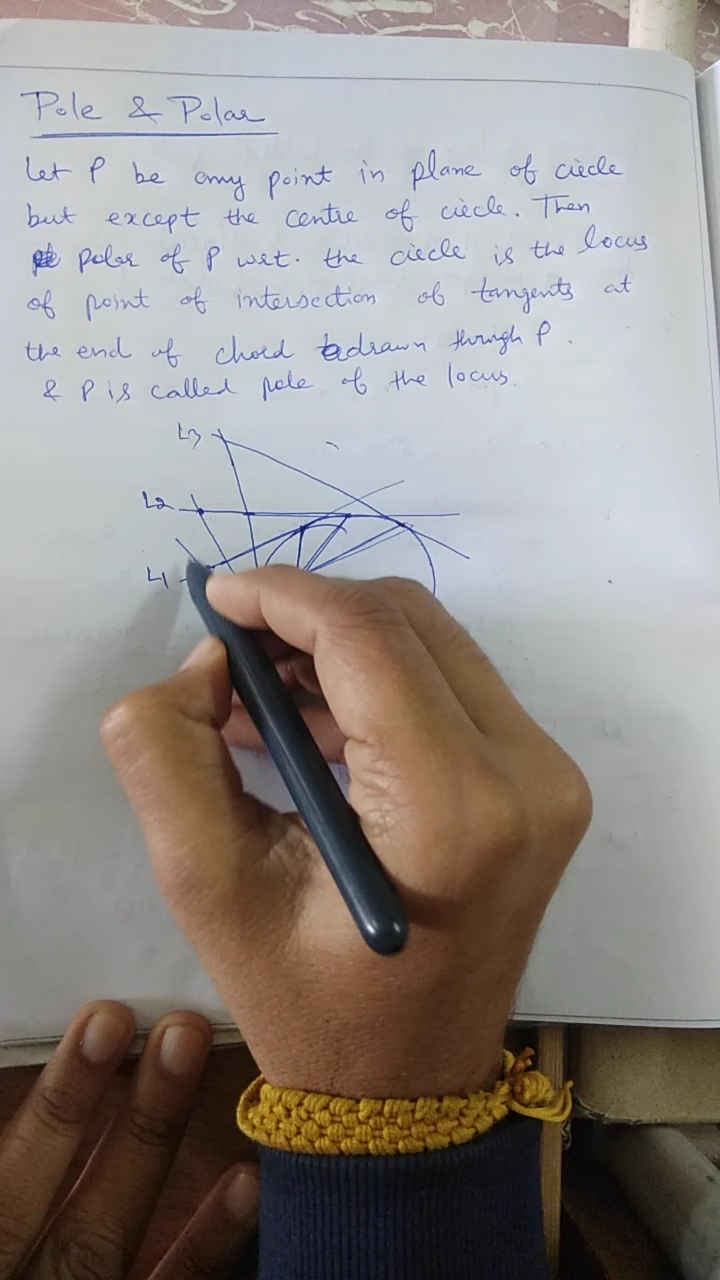 Pole & Polar
Let P be any point in plane of circle
but except the centre of circle. Then
polar of P wrt. the circle is the locus
of point of intersection of tangents at
the end of chord drawn through P.
& P is called pole of the locus.
L3
L2
L1